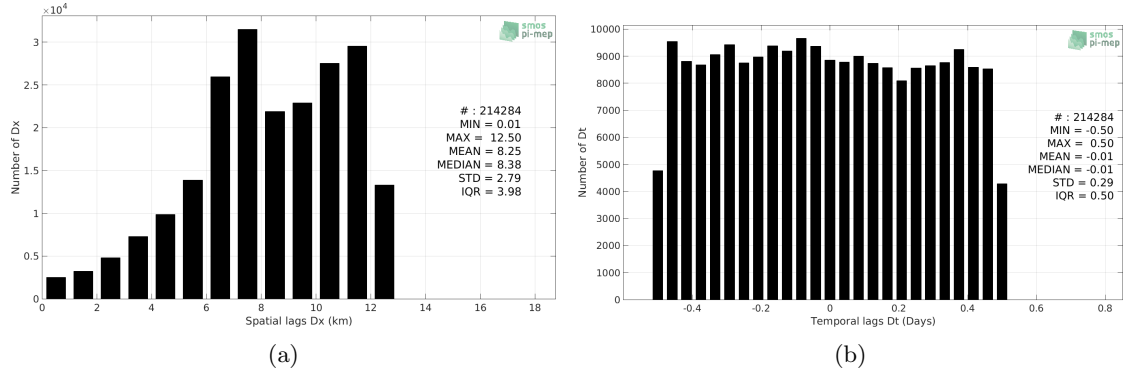 ×10⁴
3
2.5
2
1.5
1
0.5
0
Number of Dx
smos
pi-mep
# : 214284
MIN = 0.01
MAX = 12.50
MEAN = 8.25
MEDIAN = 8.38
STD = 2.79
IQR = 3.98
0 2 4 6 8 10 12 14 16 18
Spatial lags Dx (km)
(a)
10000
9000
8000
7000
6000
5000
4000
3000
2000
1000
0
Number of Dt
smos
pi-mep
# : 214284
MIN = -0.50
MAX = 0.50
MEAN = -0.01
MEDIAN = -0.01
STD = 0.29
IQR = 0.50
-0.4 -0.2 0 0.2 0.4 0.6 0.8
Temporal lags Dt (Days)
(b)